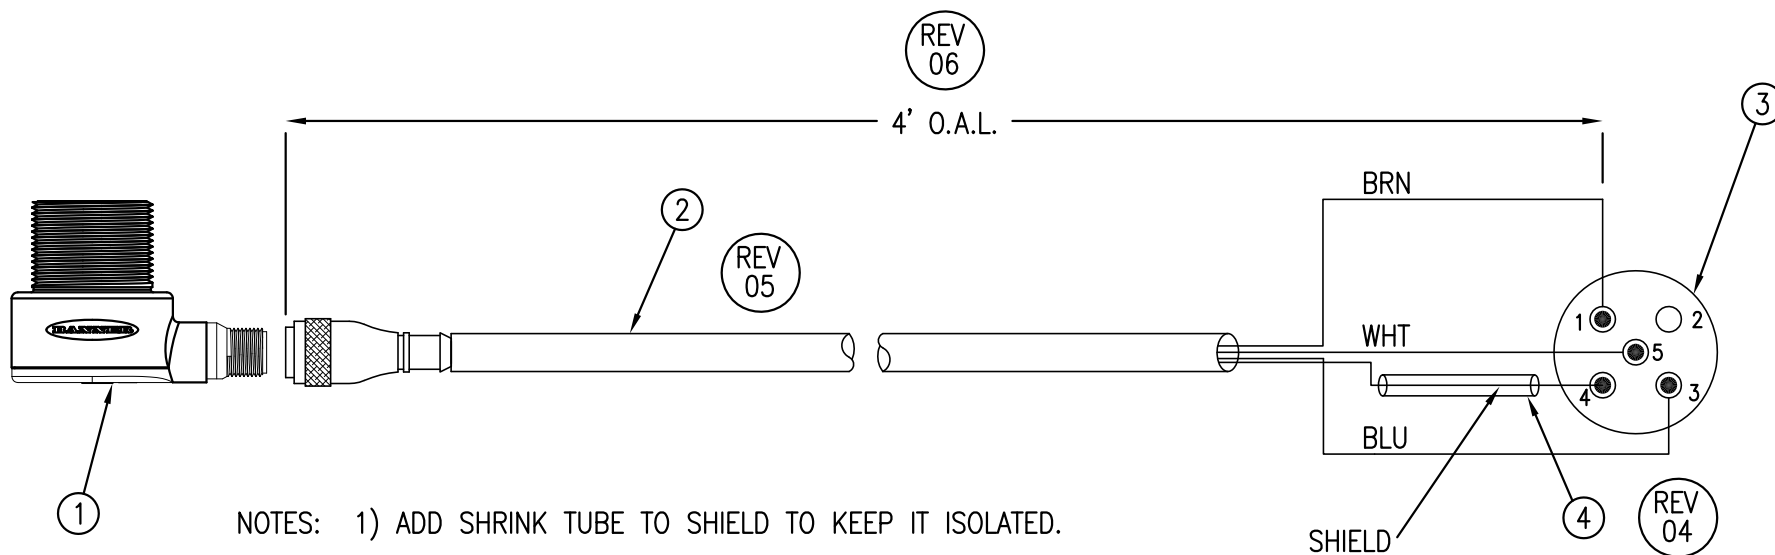 REV
06
4' O.A.L.
3
BRN
2
REV
05
BANNER
1
2
WHT
5
4
3
BLU
1
NOTES: 1) ADD SHRINK TUBE TO SHIELD TO KEEP IT ISOLATED.
SHIELD
4
REV
04